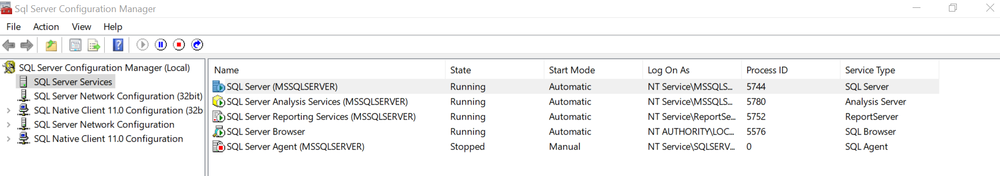 Sql Server Configuration Manager
File Action View Help
SQL Server Configuration Manager (Local)
SQL Server Services
SQL Server Network Configuration (32bit)
SQL Native Client 11.0 Configuration (32b
SQL Server Network Configuration
SQL Native Client 11.0 Configuration
Name State Start Mode Log On As Process ID Service Type
SQL Server (MSSQLSERVER) Running Automatic NT Service\MSSQLS... 5744 SQL Server
SQL Server Analysis Services (MSSQLSERVER) Running Automatic NT Service\MSSQLS... 5780 Analysis Server
SQL Server Reporting Services (MSSQLSERVER) Running Automatic NT Service\ReportSe... 5752 ReportServer
SQL Server Browser Running Automatic NT AUTHORITY\LOC... 5576 SQL Browser
SQL Server Agent (MSSQLSERVER) Stopped Manual NT Service\SQLSERV... 0 SQL Agent